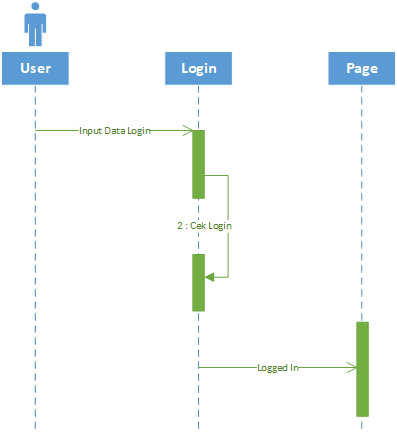 User
Login
Page
Input Data Login
2 : Cek Login
Logged In